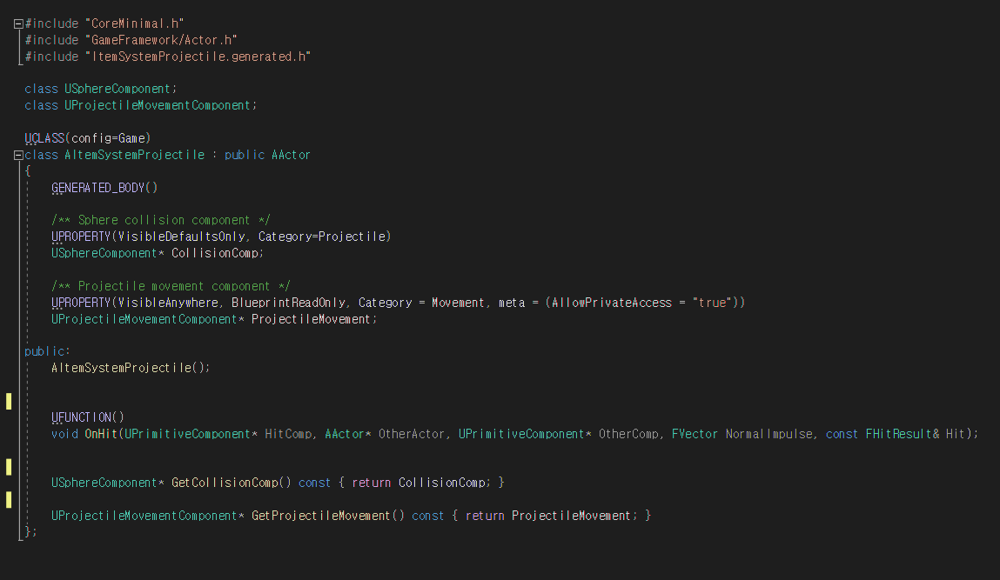 #include "CoreMinimal.h"
#include "GameFramework/Actor.h"
#include "ItemSystemProjectile.generated.h"
class USphereComponent;
class UProjectileMovementComponent;
UCLASS(config=Game)
class AItemSystemProjectile : public AActor
{
GENERATED_BODY()
/** Sphere collision component */
UPROPERTY(VisibleDefaultsOnly, Category=Projectile)
USphereComponent* CollisionComp;
/** Projectile movement component */
UPROPERTY(VisibleAnywhere, BlueprintReadOnly, Category = Movement, meta = (AllowPrivateAccess = "true"))
UProjectileMovementComponent* ProjectileMovement;
public:
AItemSystemProjectile();
UFUNCTION()
void OnHit(UPrimitiveComponent* HitComp, AActor* OtherActor, UPrimitiveComponent* OtherComp, FVector NormalImpulse, const FHitResult& Hit);
USphereComponent* GetCollisionComp() const { return CollisionComp; }
UProjectileMovementComponent* GetProjectileMovement() const { return ProjectileMovement; }
};